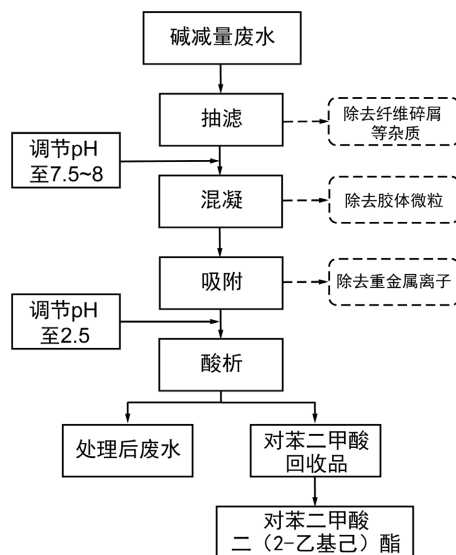 碱减量废水
抽滤
除去纤维碎屑
等杂质
调节pH
至7.5~8
混凝
除去胶体微粒
吸附
除去重金属离子
调节pH
至2.5
酸析
处理后废水
对苯二甲酸
回收品
对苯二甲酸
二（2-乙基己）酯